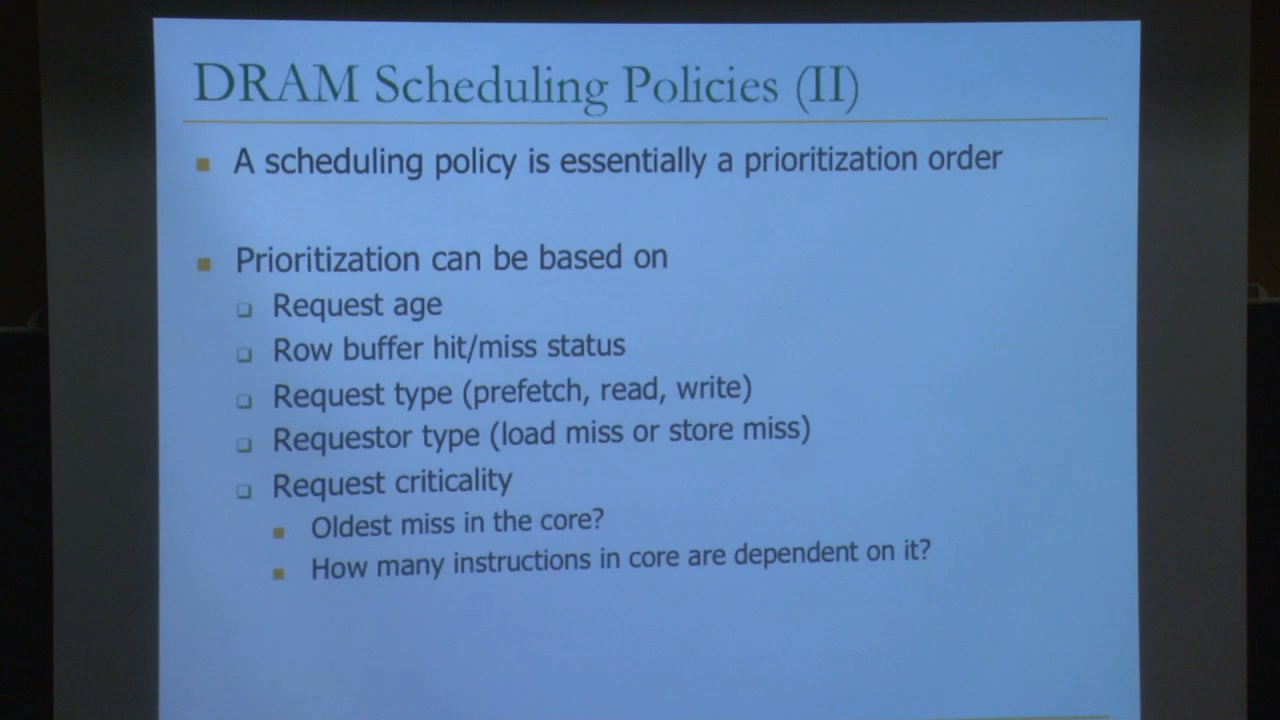 DRAM Scheduling Policies (II)
A scheduling policy is essentially a prioritization order
Prioritization can be based on
Request age
Row buffer hit/miss status
Request type (prefetch, read, write)
Requestor type (load miss or store miss)
Request criticality
Oldest miss in the core?
How many instructions in core are dependent on it?